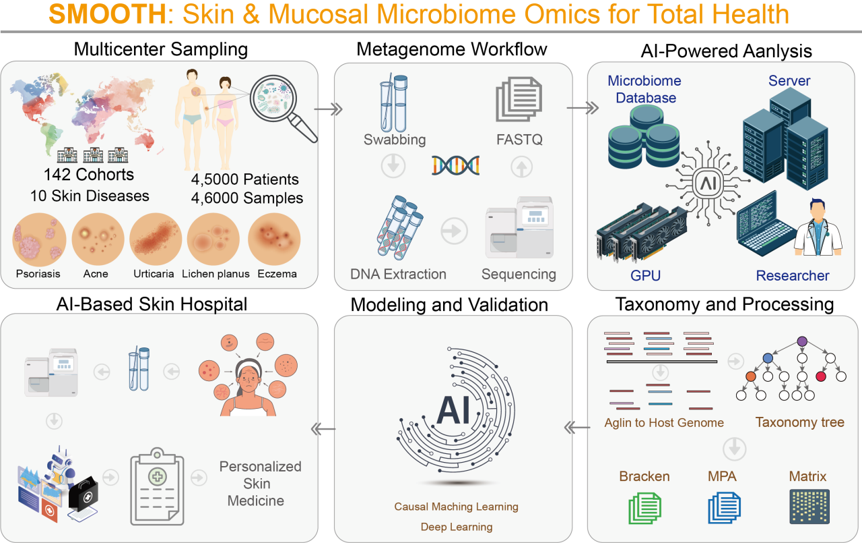 SMOOTH: Skin & Mucosal Microbiome Omics for Total Health
Multicenter Sampling
142 Cohorts
10 Skin Diseases
4,5000 Patients
4,6000 Samples
Psoriasis
Acne
Urticaria
Lichen planus
Eczema
Metagenome Workflow
Swabbing
FASTQ
DNA Extraction
Sequencing
AI-Powered Aanlysis
Microbiome
Database
Server
AI
GPU
Researcher
AI-Based Skin Hospital
Personalized
Skin
Medicine
Modeling and Validation
AI
Causal Maching Learning
Deep Learning
Taxonomy and Processing
Aglin to Host Genome
Taxonomy tree
Bracken
MPA
Matrix